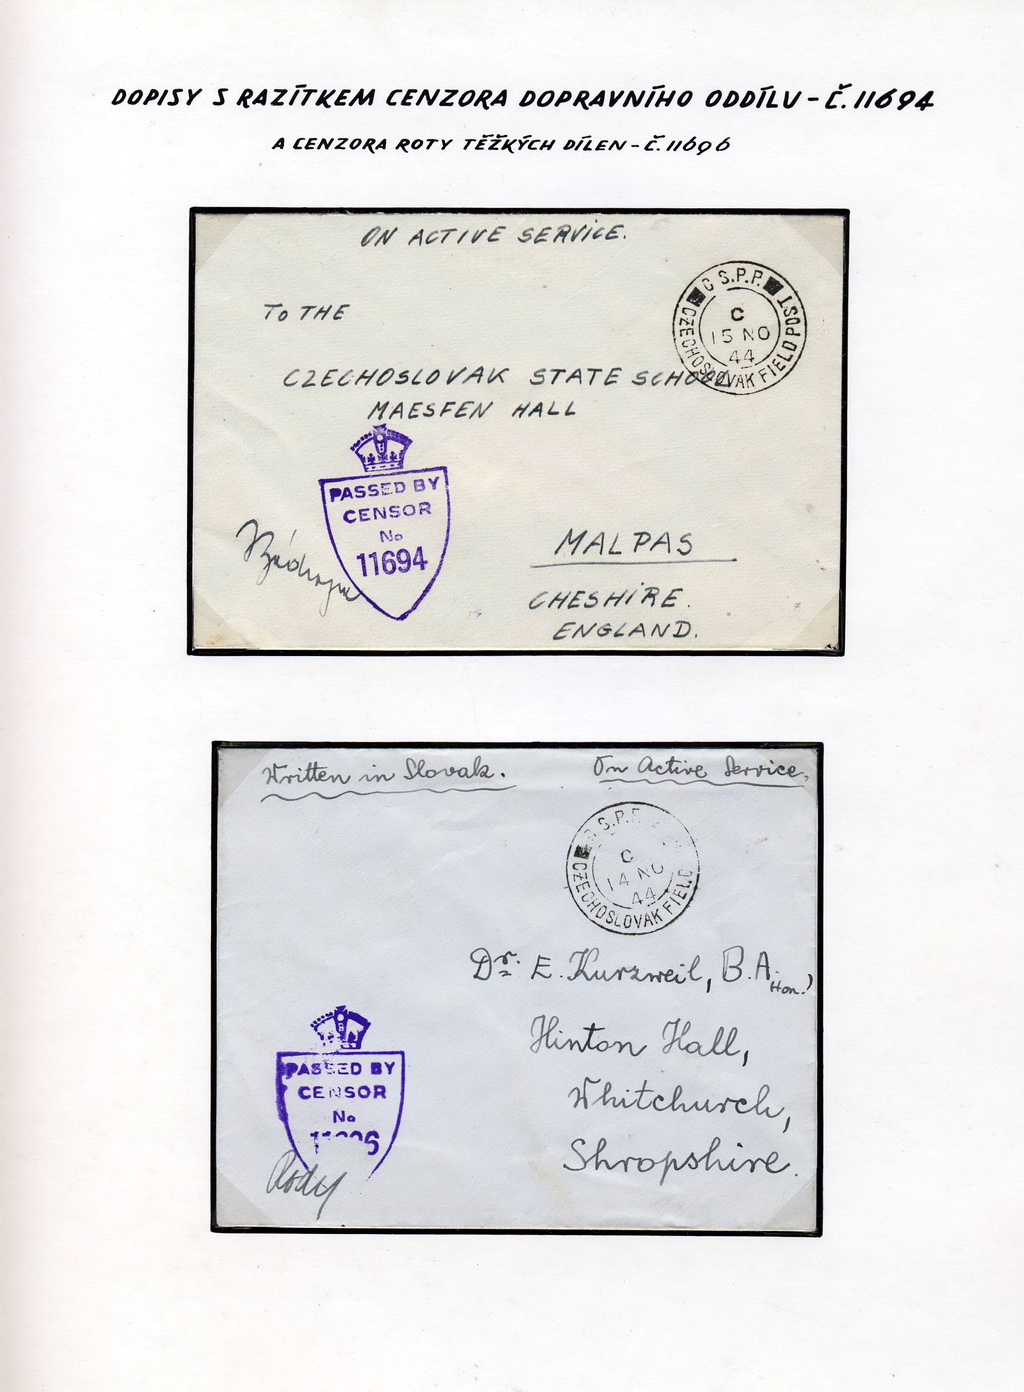 DOPISY S RAZÍTKEM CENZORA DOPRAVNÍHO ODDÍLU - Č. 11694
A CENZORA ROTY TĚŽKÝCH DÍLEN - Č. 11696
ON ACTIVE SERVICE.
C S.P.P.
CZECHOSLOVAK FIELD POST
C
15 NO
44
TO THE
CZECHOSLOVAK STATE SCHOOL
MAESFEN HALL
PASSED BY
CENSOR
No
11694
MALPAS
CHESHIRE.
ENGLAND.
Written in Slovak.
On Active Service.
S.P.P.
CZECHOSLOVAK FIELD
C
14 NO
44
Dr. E. Kurzweil, B.A. (Hon.)
Hinton Hall,
Whitchurch,
Shropshire.
PASSED BY
CENSOR
No
11696